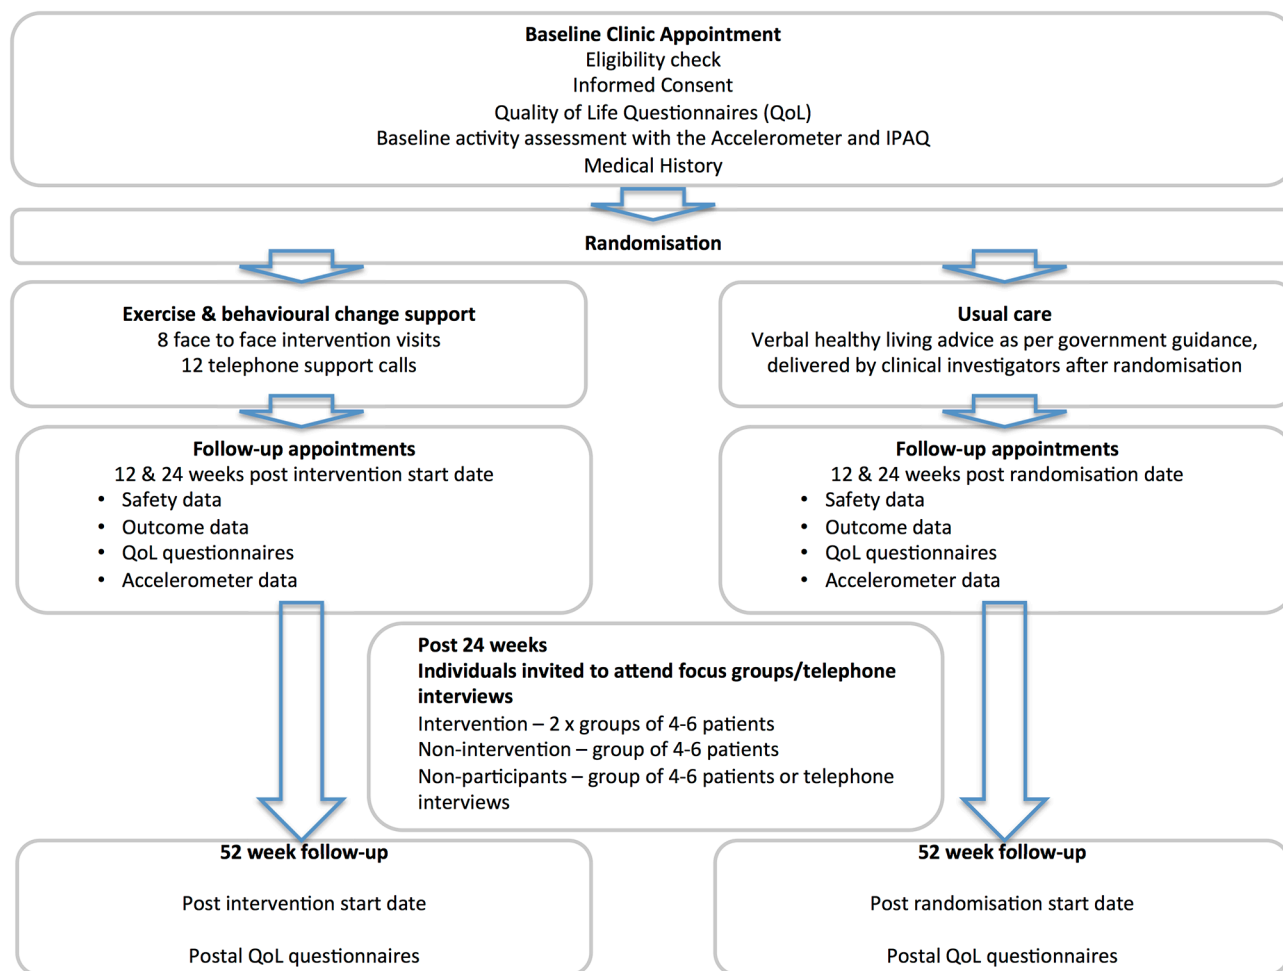 Baseline Clinic Appointment
Eligibility check
Informed Consent
Quality of Life Questionnaires (QoL)
Baseline activity assessment with the Accelerometer and IPAQ
Medical History
Randomisation
Exercise & behavioural change support
8 face to face intervention visits
12 telephone support calls
Usual care
Verbal healthy living advice as per government guidance,
delivered by clinical investigators after randomisation
Follow-up appointments
12 & 24 weeks post intervention start date
• Safety data
• Outcome data
• QoL questionnaires
• Accelerometer data
Follow-up appointments
12 & 24 weeks post randomisation date
• Safety data
• Outcome data
• QoL questionnaires
• Accelerometer data
Post 24 weeks
Individuals invited to attend focus groups/telephone
interviews
Intervention – 2 x groups of 4-6 patients
Non-intervention – group of 4-6 patients
Non-participants – group of 4-6 patients or telephone
interviews
52 week follow-up
Post intervention start date
Postal QoL questionnaires
52 week follow-up
Post randomisation start date
Postal QoL questionnaires